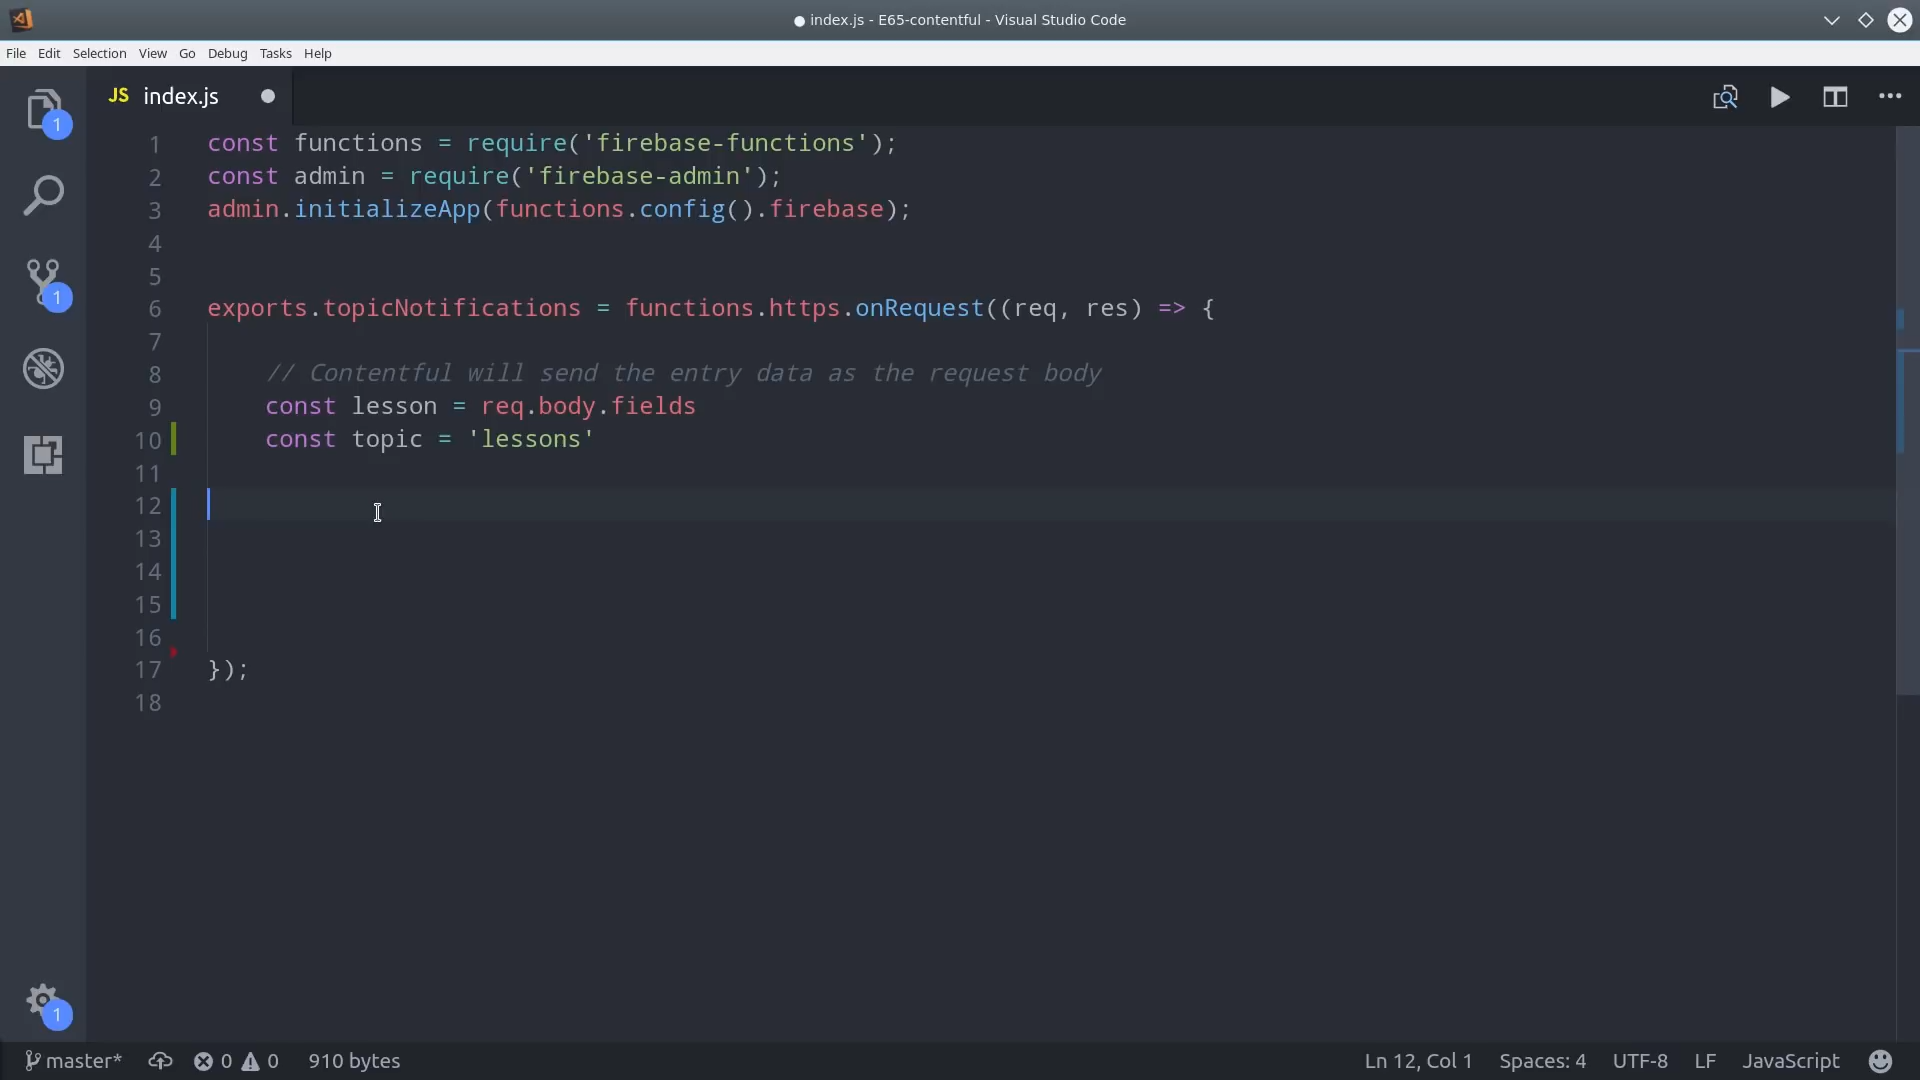 ● index.js - E65-contentful - Visual Studio Code
File Edit Selection View Go Debug Tasks Help
JS index.js
1 const functions = require('firebase-functions');
2 const admin = require('firebase-admin');
3 admin.initializeApp(functions.config().firebase);
4
5
6 exports.topicNotifications = functions.https.onRequest((req, res) => {
7
8 // Contentful will send the entry data as the request body
9 const lesson = req.body.fields
10 const topic = 'lessons'
11
12
13
14
15
16
17 });
18
1
1
1
master* 0 0 910 bytes Ln 12, Col 1 Spaces: 4 UTF-8 LF JavaScript